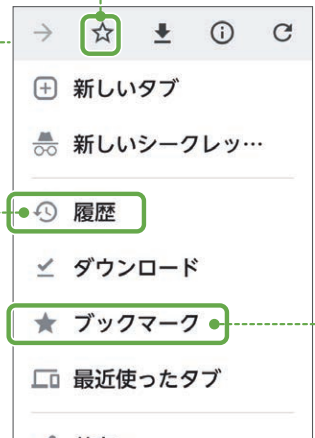 新しいタブ
新しいシークレッ…
履歴
ダウンロード
ブックマーク
最近使ったタブ